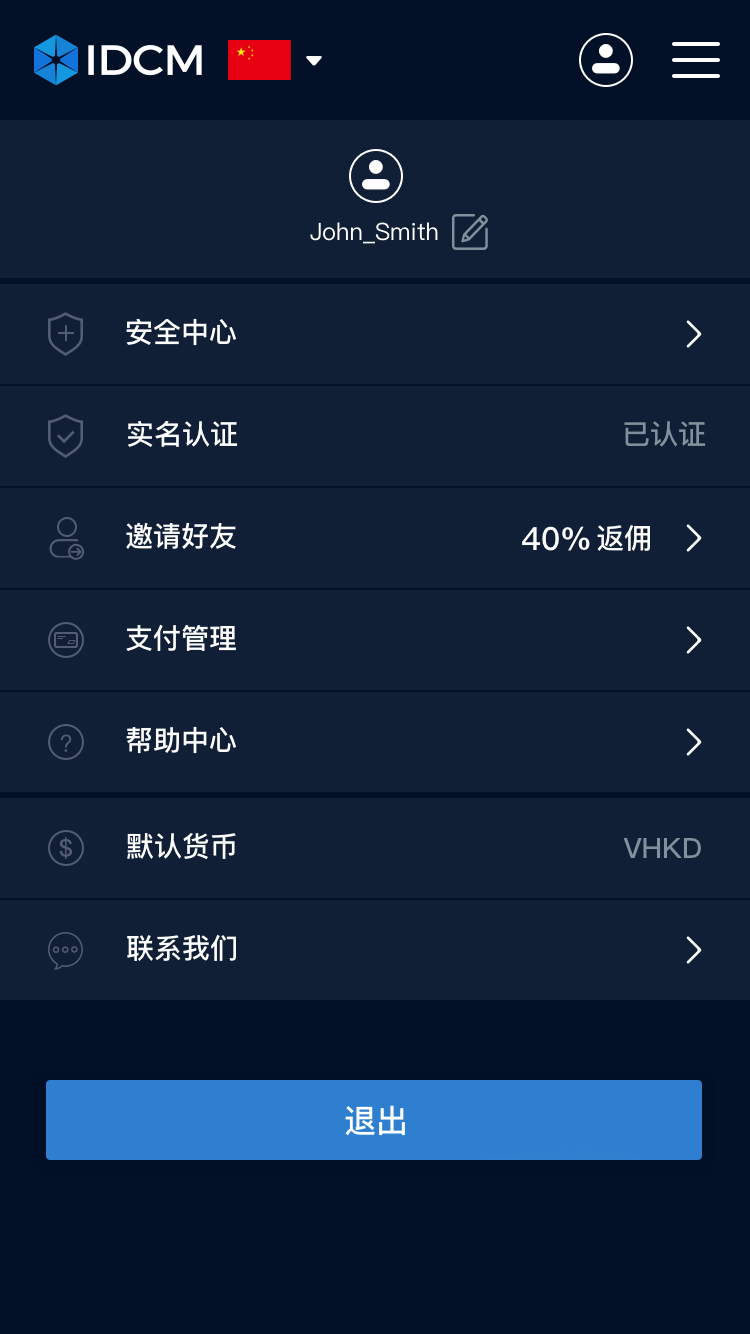 IDCM
John_Smith
安全中心
实名认证 已认证
邀请好友 40% 返佣
支付管理
帮助中心
默认货币 VHKD
联系我们
退出